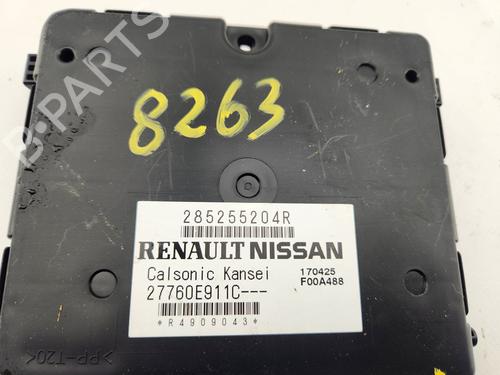 8263
B-PARTS
285255204R
RENAULT NISSAN
Calsonic Kansei
170425
F00A488
27760E911C---
*R4909043*
>PP-T20<